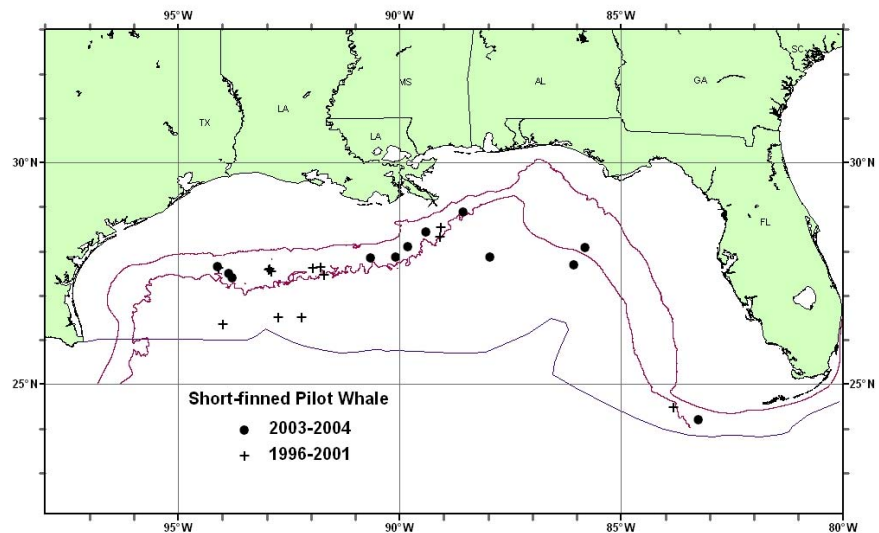 95°W 90°W 85°W 80°W
SC
MS AL GA
TX LA
LA
30°N 30°N
FL
25°N 25°N
Short-finned Pilot Whale
2003-2004
1996-2001
95°W 90°W 85°W 80°W